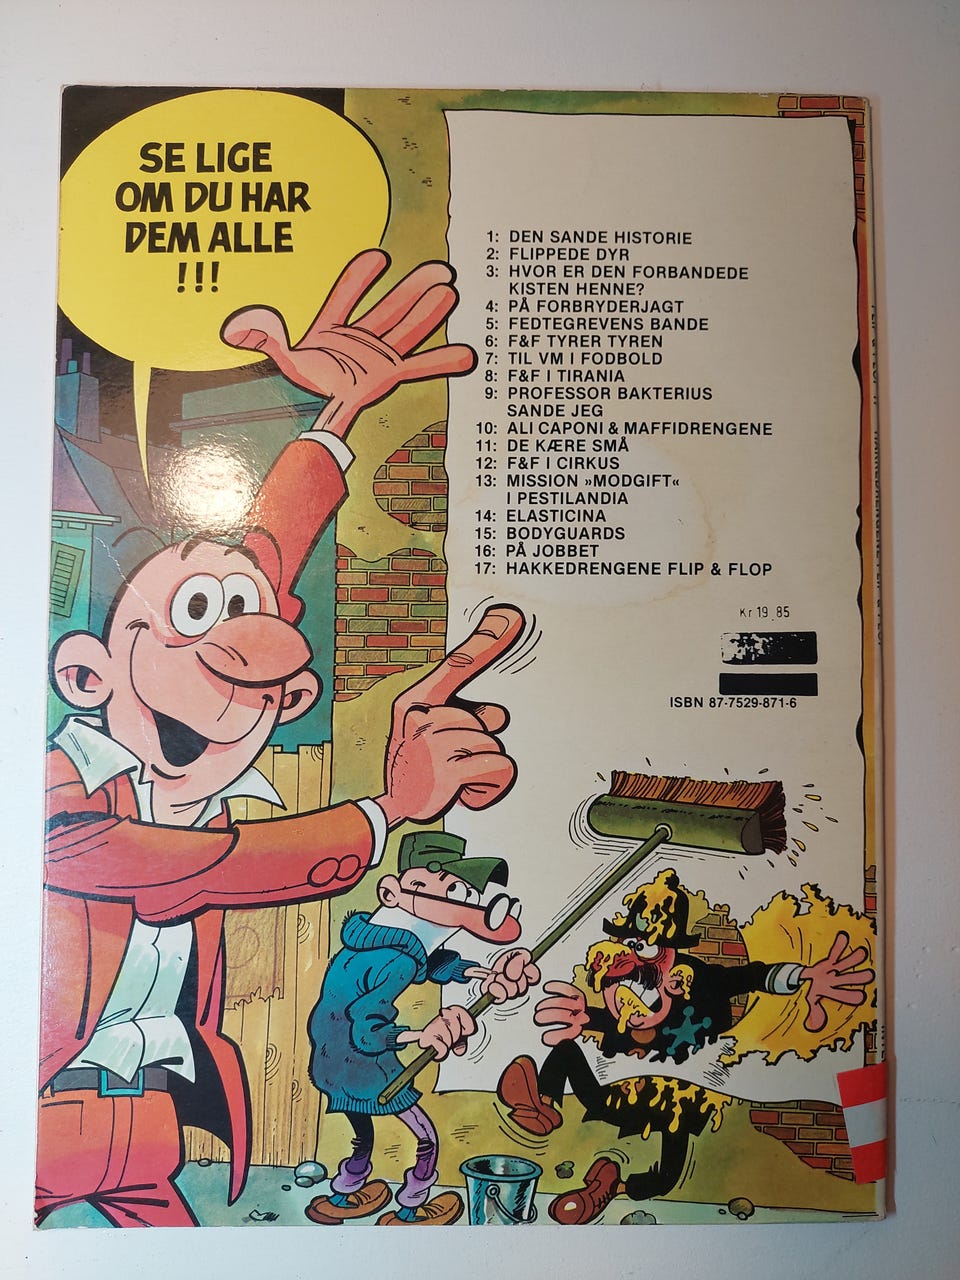 SE LIGE
OM DU HAR
DEM ALLE
!!!
1: DEN SANDE HISTORIE
2: FLIPPEDE DYR
3: HVOR ER DEN FORBANDEDE
KISTEN HENNE?
4: PÅ FORBRYDERJAGT
5: FEDTEGREVENS BANDE
6: F&F TYRER TYREN
7: TIL VM I FODBOLD
8: F&F I TIRANIA
9: PROFESSOR BAKTERIUS
SANDE JEG
10: ALI CAPONI & MAFFIDRENGENE
11: DE KÆRE SMÅ
12: F&F I CIRKUS
13: MISSION »MODGIFT«
I PESTILANDIA
14: ELASTICINA
15: BODYGUARDS
16: PÅ JOBBET
17: HAKKEDRENGENE FLIP & FLOP
Kr 19.85
ISBN 87-7529-871-6